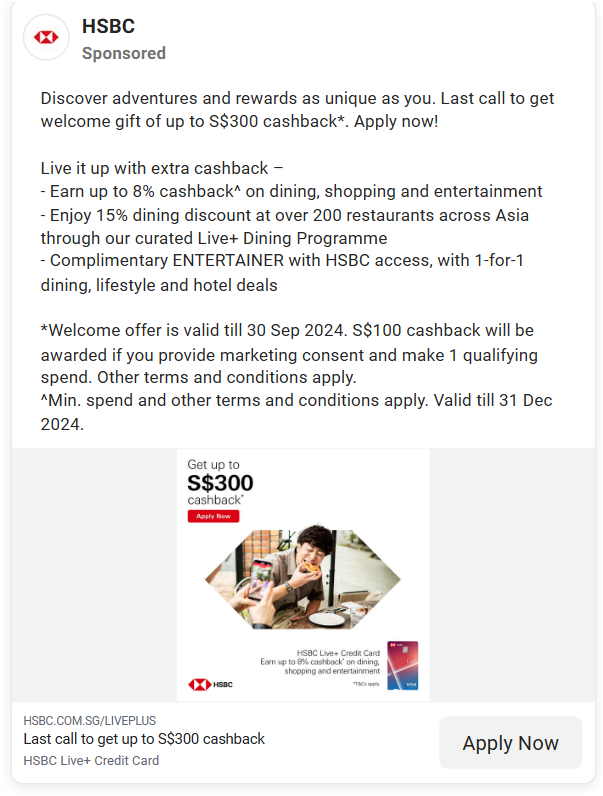 HSBC
Sponsored
Discover adventures and rewards as unique as you. Last call to get
welcome gift of up to S$300 cashback*. Apply now!
Live it up with extra cashback –
- Earn up to 8% cashback^ on dining, shopping and entertainment
- Enjoy 15% dining discount at over 200 restaurants across Asia
through our curated Live+ Dining Programme
- Complimentary ENTERTAINER with HSBC access, with 1-for-1
dining, lifestyle and hotel deals
*Welcome offer is valid till 30 Sep 2024. S$100 cashback will be
awarded if you provide marketing consent and make 1 qualifying
spend. Other terms and conditions apply.
^Min. spend and other terms and conditions apply. Valid till 31 Dec
2024.
Get up to
S$300
cashback*
Apply Now
HSBC Live+ Credit Card
Earn up to 8% cashback* on dining,
shopping and entertainment
*T&Cs apply
HSBC
VISA
HSBC.COM.SG/LIVEPLUS
Last call to get up to S$300 cashback
HSBC Live+ Credit Card
Apply Now